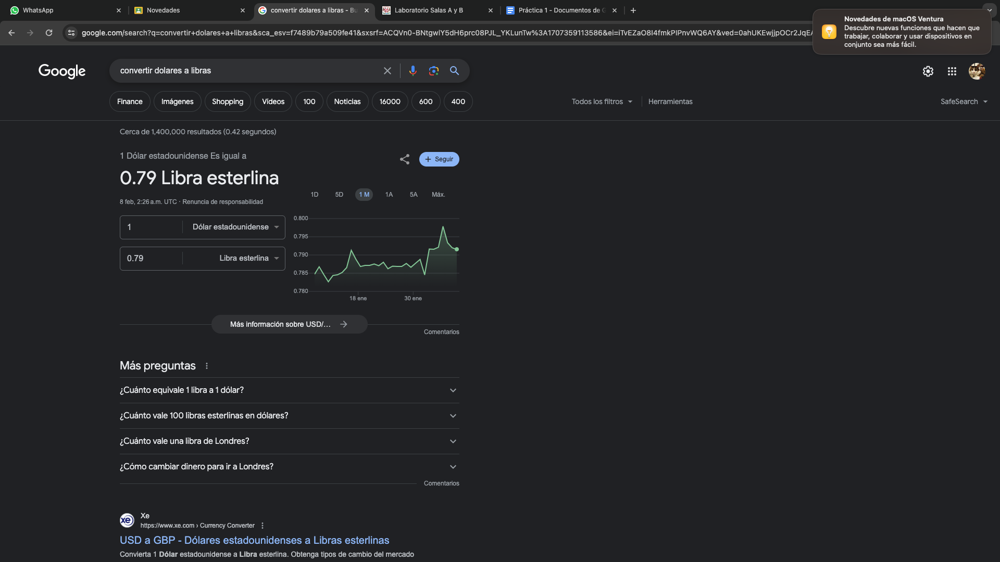 WhatsApp
Novedades
convertir dolares a libras - Bu
Laboratorio Salas A y B
Práctica 1 - Documentos de G
google.com/search?q=convertir+dolares+a+libras&sca_esv=f7489b79a509fe41&sxsrf=ACQVn0-BNtgwlY5dH6prc08PJL_YKLunTw%3A1707359113586&ei=iTvEZaO8I4fmkPIPnvWQ6AY&ved=0ahUKEwjjpOCr2JqEA
Novedades de macOS Ventura
Descubre nuevas funciones que hacen que
trabajar, colaborar y usar dispositivos en
conjunto sea más fácil.
Google
convertir dolares a libras
Finance
Imágenes
Shopping
Vídeos
100
Noticias
16000
600
400
Todos los filtros
Herramientas
SafeSearch
Cerca de 1,400,000 resultados (0.42 segundos)
1 Dólar estadounidense Es igual a
0.79 Libra esterlina
8 feb, 2:26 a.m. UTC · Renuncia de responsabilidad
Seguir
1D 5D 1 M 1A 5A Máx.
1 Dólar estadounidense
0.79 Libra esterlina
0.800
0.795
0.790
0.785
0.780
18 ene 30 ene
Más información sobre USD/...
Comentarios
Más preguntas
¿Cuánto equivale 1 libra a 1 dólar?
¿Cuánto vale 100 libras esterlinas en dólares?
¿Cuánto vale una libra de Londres?
¿Cómo cambiar dinero para ir a Londres?
Comentarios
xe
Xe
https://www.xe.com › Currency Converter
USD a GBP - Dólares estadounidenses a Libras esterlinas
Convierta 1 Dólar estadounidense a Libra esterlina. Obtenga tipos de cambio del mercado